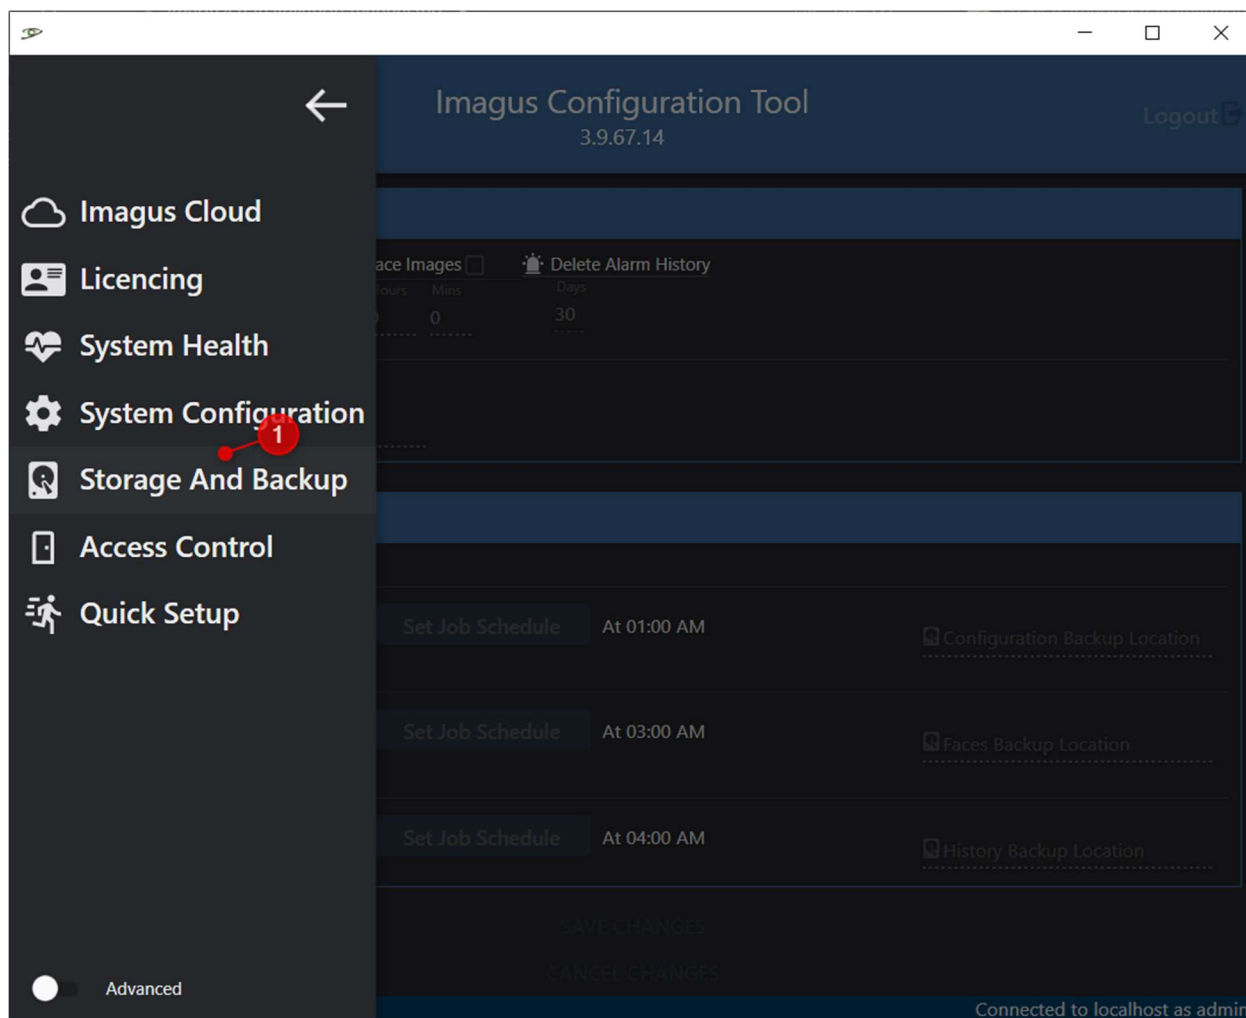 Imagus Configuration Tool
3.9.67.14
Logout
Imagus Cloud
Licencing
System Health
System Configuration
1
Storage And Backup
Access Control
Quick Setup
Advanced
ace Images
Delete Alarm History
ours Mins Days
0 30
Set Job Schedule At 01:00 AM Configuration Backup Location
Set Job Schedule At 03:00 AM Faces Backup Location
Set Job Schedule At 04:00 AM History Backup Location
SAVE CHANGES
CANCEL CHANGES
Connected to localhost as admin